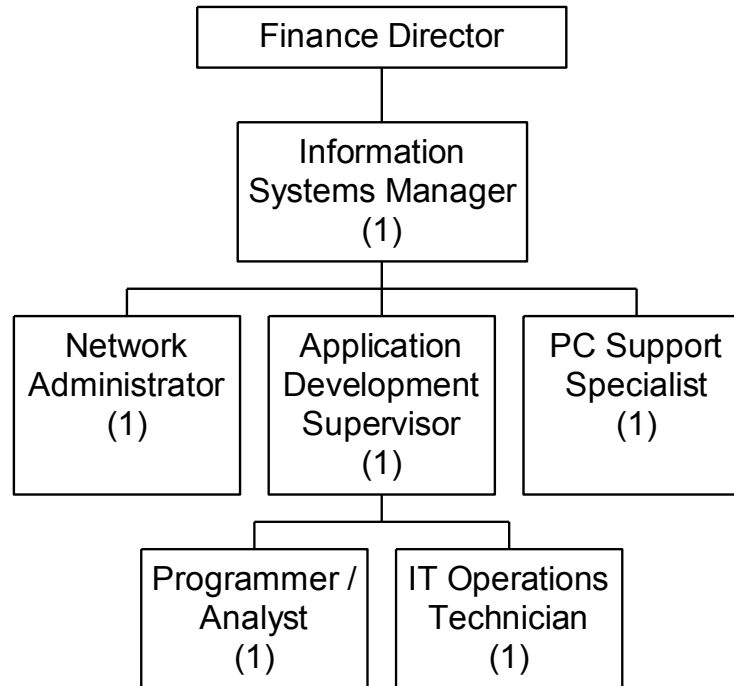 Finance Director
Information
Systems Manager
(1)
Network
Administrator
(1)
Application
Development
Supervisor
(1)
PC Support
Specialist
(1)
Programmer /
Analyst
(1)
IT Operations
Technician
(1)